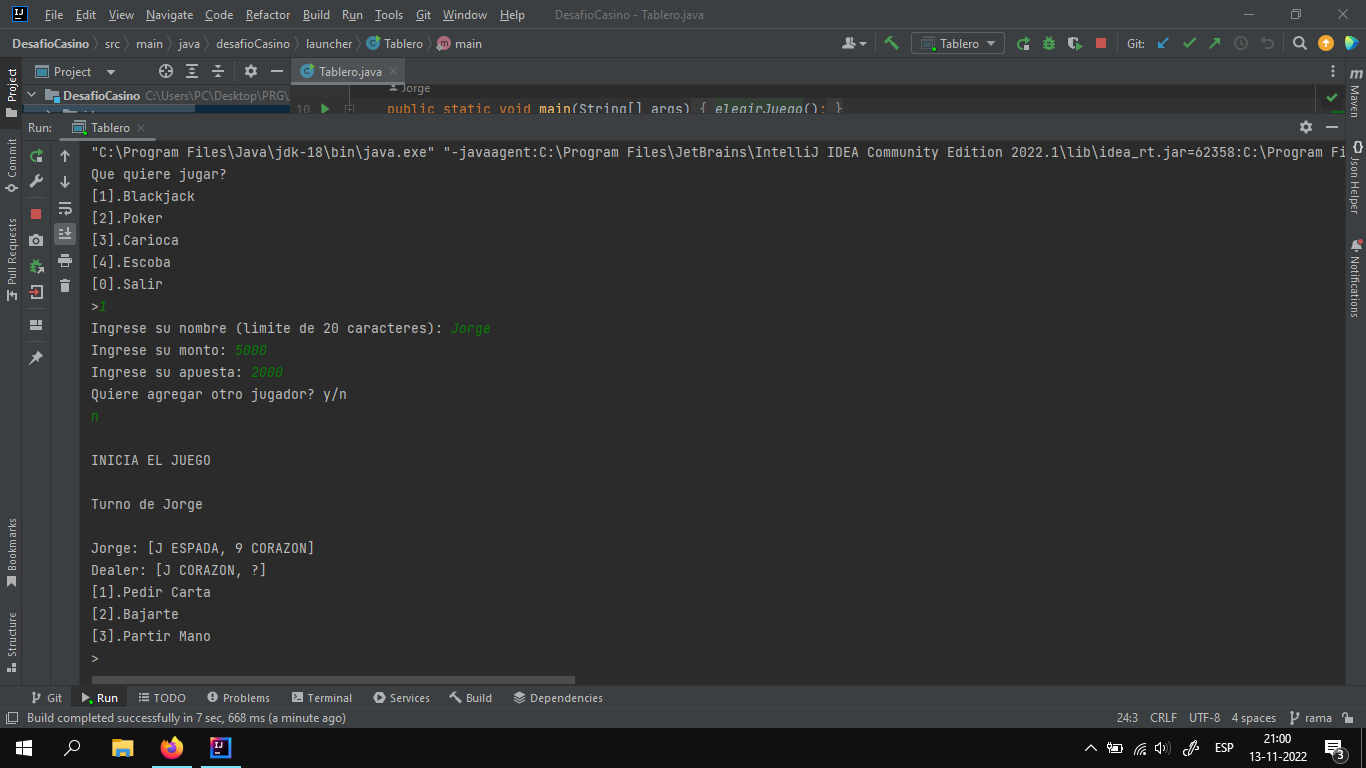 File Edit View Navigate Code Refactor Build Run Tools Git Window Help DesafioCasino - Tablero.java
DesafioCasino src main java desafioCasino launcher Tablero main Tablero Git:
Project Tablero.java
DesafioCasino C:\Users\PC\Desktop\PRG\
Jorge
10 public static void main(String[] args) { elegirJuego(); }
Run: Tablero
"C:\Program Files\Java\jdk-18\bin\java.exe" "-javaagent:C:\Program Files\JetBrains\IntelliJ IDEA Community Edition 2022.1\lib\idea_rt.jar=62358:C:\Program Fi
Que quiere jugar?
[1].Blackjack
[2].Poker
[3].Carioca
[4].Escoba
[0].Salir
>1
Ingrese su nombre (limite de 20 caracteres): Jorge
Ingrese su monto: 5000
Ingrese su apuesta: 2000
Quiere agregar otro jugador? y/n
n
INICIA EL JUEGO
Turno de Jorge
Jorge: [J ESPADA, 9 CORAZON]
Dealer: [J CORAZON, ?]
[1].Pedir Carta
[2].Bajarte
[3].Partir Mano
>
Project
Commit
Pull Requests
Bookmarks
Structure
m
Maven
{}
Json Helper
Notifications
Git Run TODO Problems Terminal Services Build Dependencies
Build completed successfully in 7 sec, 668 ms (a minute ago) 24:3 CRLF UTF-8 4 spaces rama
ESP 21:00
13-11-2022 3